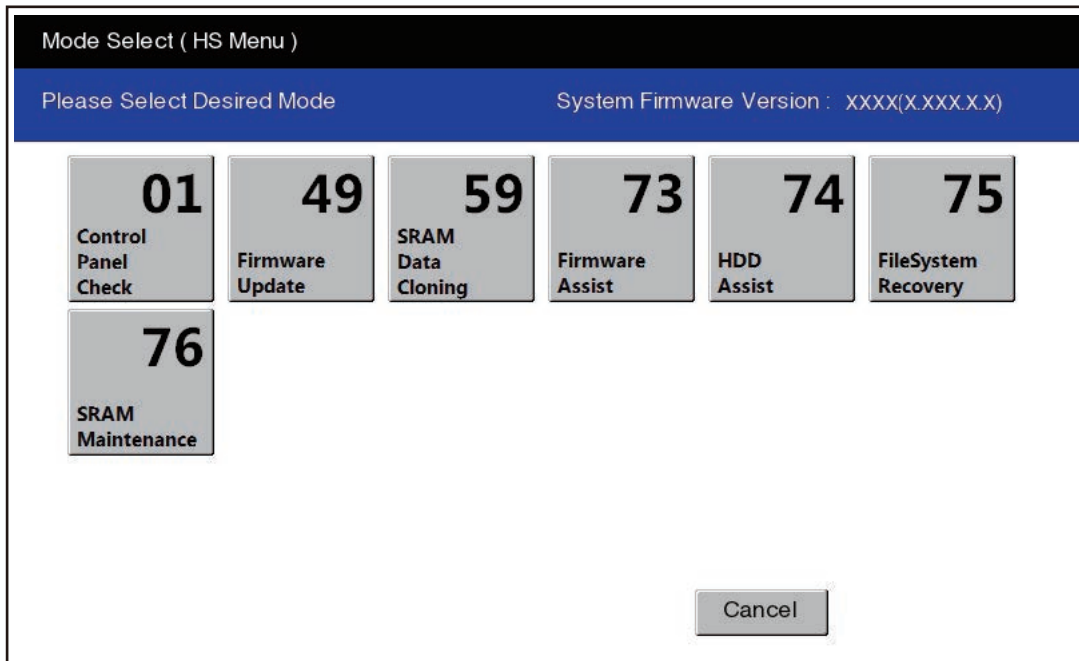 Mode Select ( HS Menu )
Please Select Desired Mode
System Firmware Version : XXXX(X.XXX.X.X)
01
Control
Panel
Check
49
Firmware
Update
59
SRAM
Data
Cloning
73
Firmware
Assist
74
HDD
Assist
75
FileSystem
Recovery
76
SRAM
Maintenance
Cancel